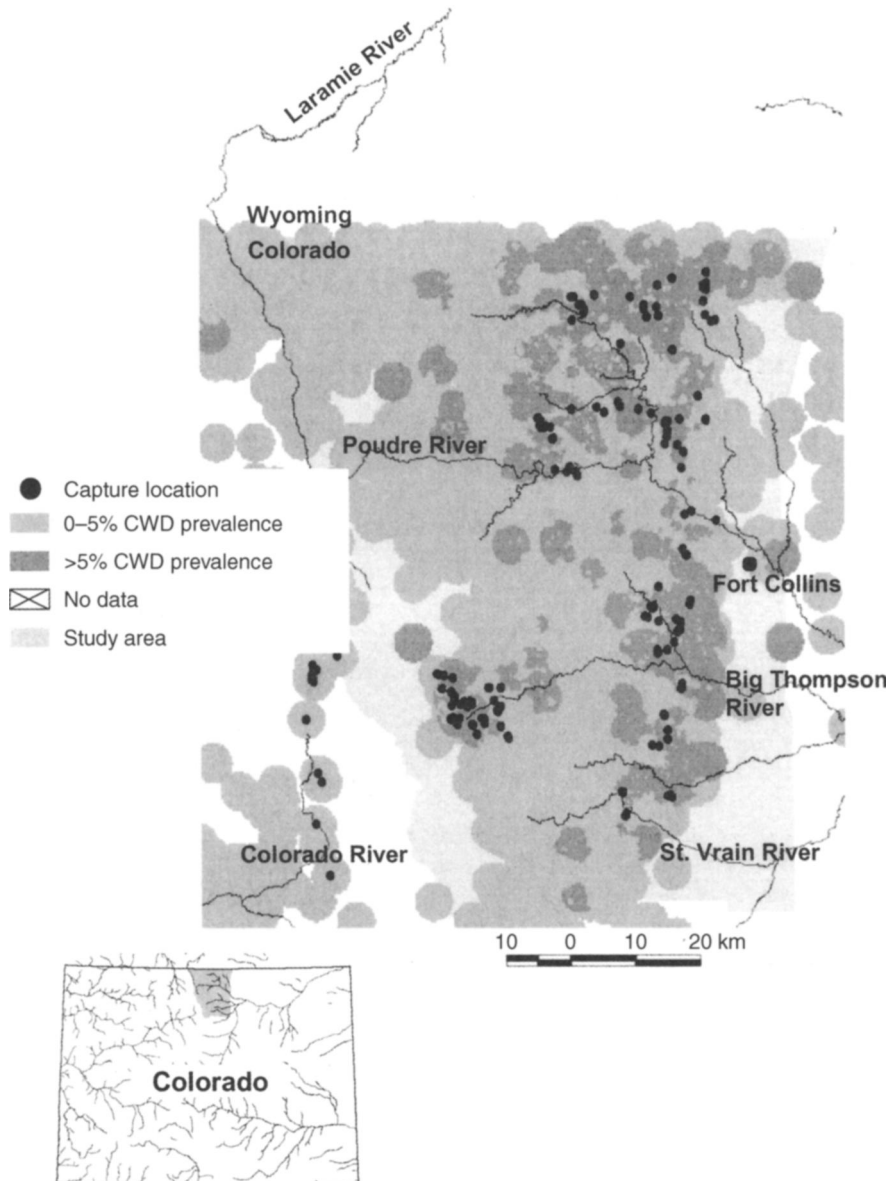 Laramie River
Wyoming
Colorado
Poudre River
Capture location
0–5% CWD prevalence
>5% CWD prevalence
No data
Study area
Fort Collins
Big Thompson
River
Colorado River
St. Vrain River
10 0 10 20 km
Colorado